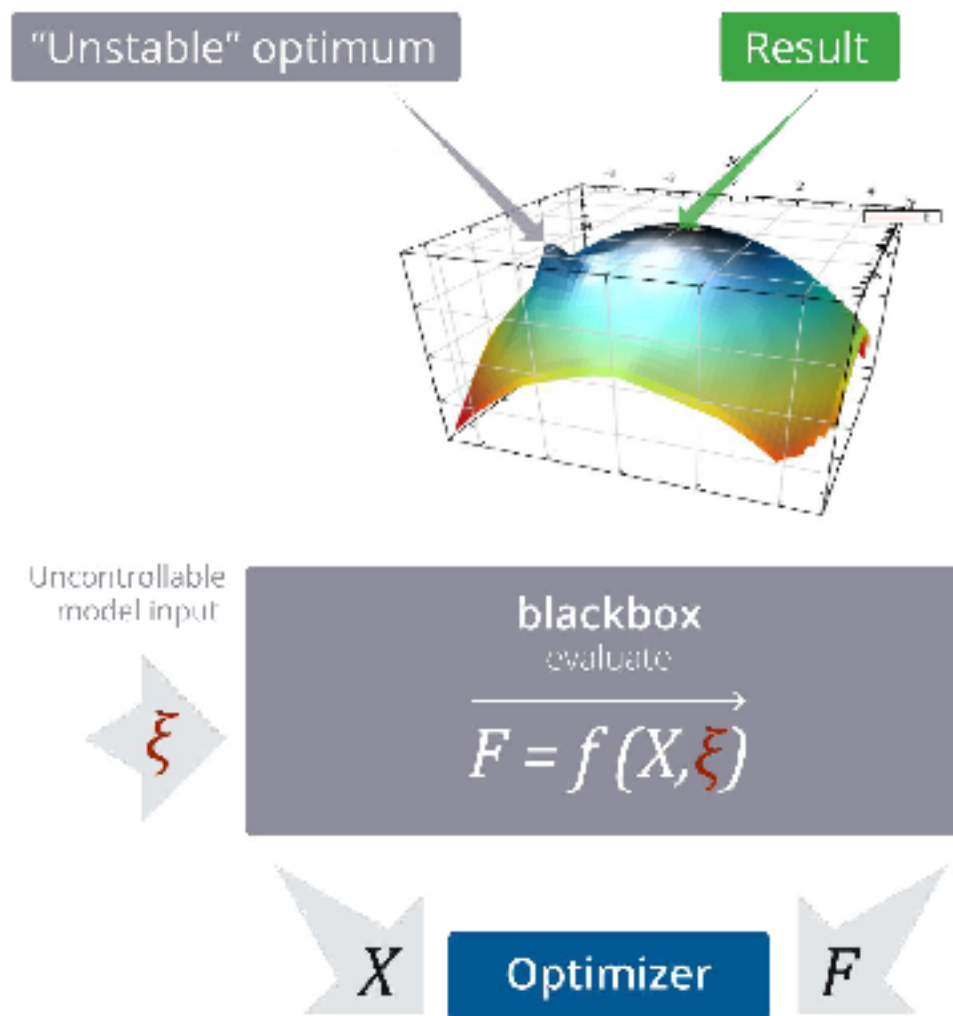 “Unstable” optimum
Result
Uncontrollable
model input
blackbox
evaluate
ξ
F = f (X,ξ)
X
Optimizer
F